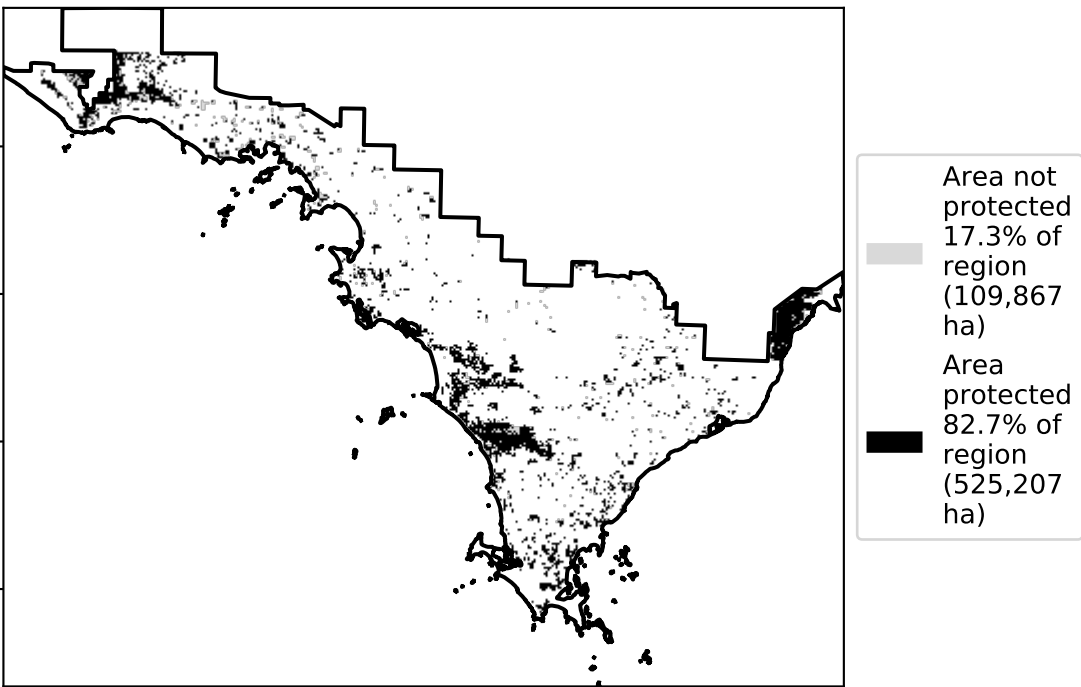 Area not
protected
17.3% of
region
(109,867
ha)
Area
protected
82.7% of
region
(525,207
ha)